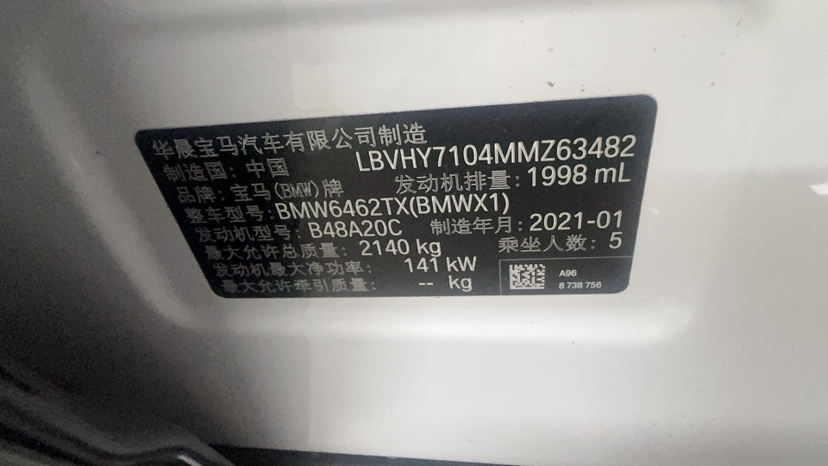 华晨宝马汽车有限公司制造
制造国: 中国 LBVHY7104MMZ63482
品牌: 宝马(BMW)牌 发动机排量: 1998 mL
整车型号: BMW6462TX(BMWX1)
发动机型号: B48A20C 制造年月: 2021-01
最大允许总质量: 2140 kg 乘坐人数: 5
发动机最大净功率: 141 kW
最大允许牵引质量: -- kg
A96
8 738 756